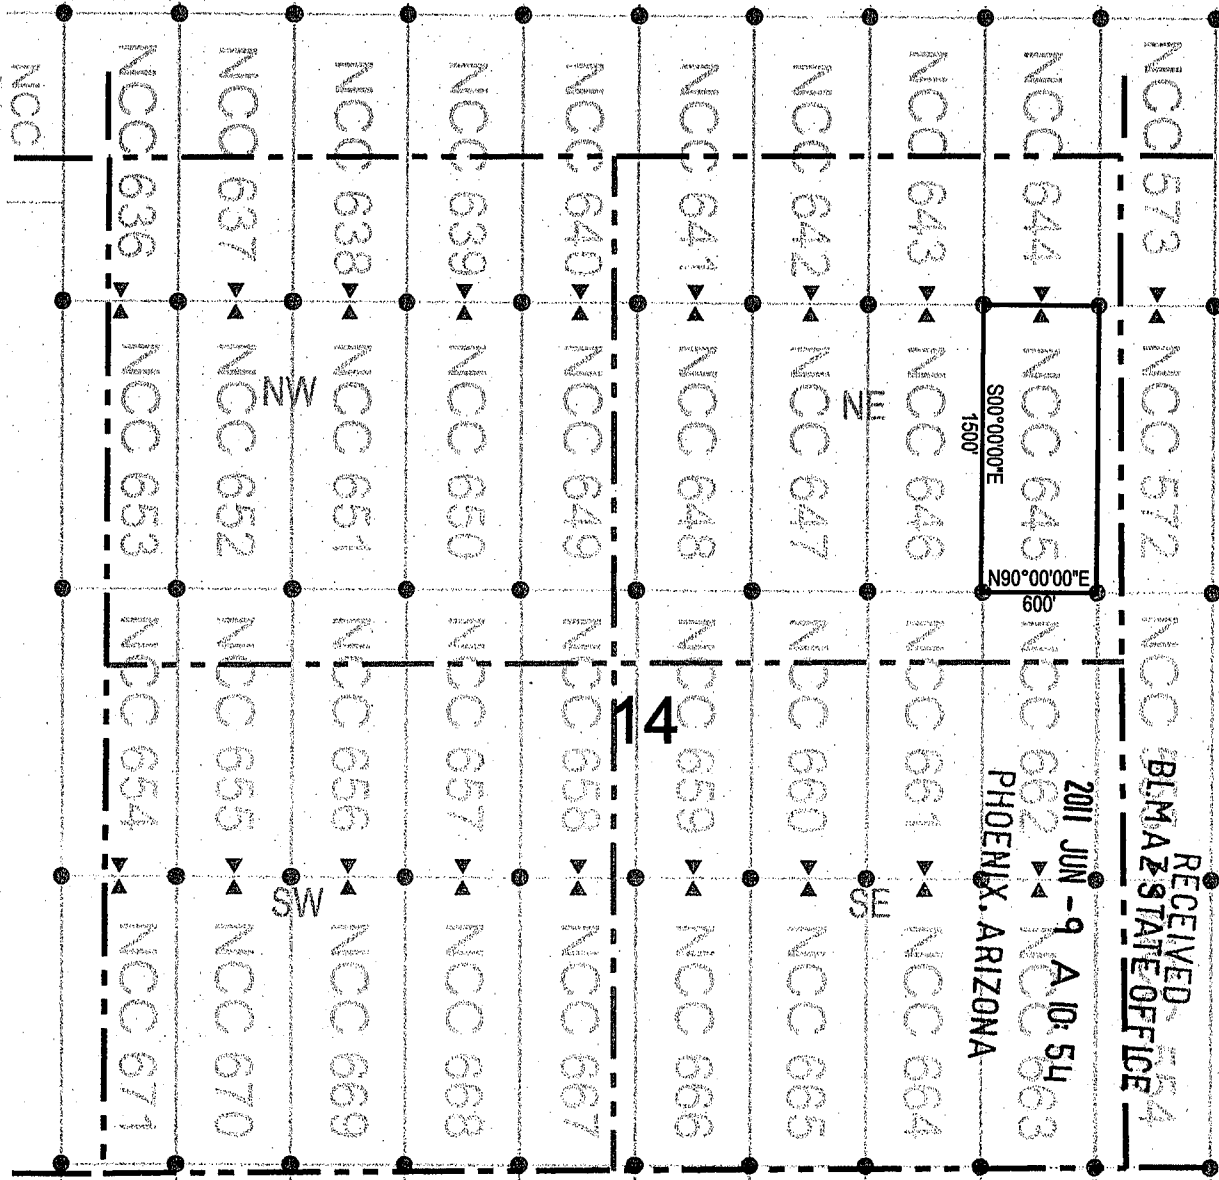 NCC
NCC 636
NCC 637
NCC 638
NCC 639
NCC 640
NCC 641
NCC 642
NCC 643
NCC 644
NCC 573
NCC 653
NCC 652
NCC 651
NCC 650
NCC 649
NCC 648
NCC 647
NCC 646
NCC 645
NCC 572
NW
NE
S00°00'00"E
1500'
N90°00'00"E
600'
NCC 654
NCC 655
NCC 656
NCC 657
NCC 658
NCC 659
NCC 660
NCC 661
NCC 662
NCC
14
RECEIVED
BLM AZ STATE OFFICE
2011 JUN -9 A 10:54
PHOENIX, ARIZONA
SW
SE
NCC 671
NCC 670
NCC 669
NCC 668
NCC 667
NCC 666
NCC 665
NCC 664
NCC 663